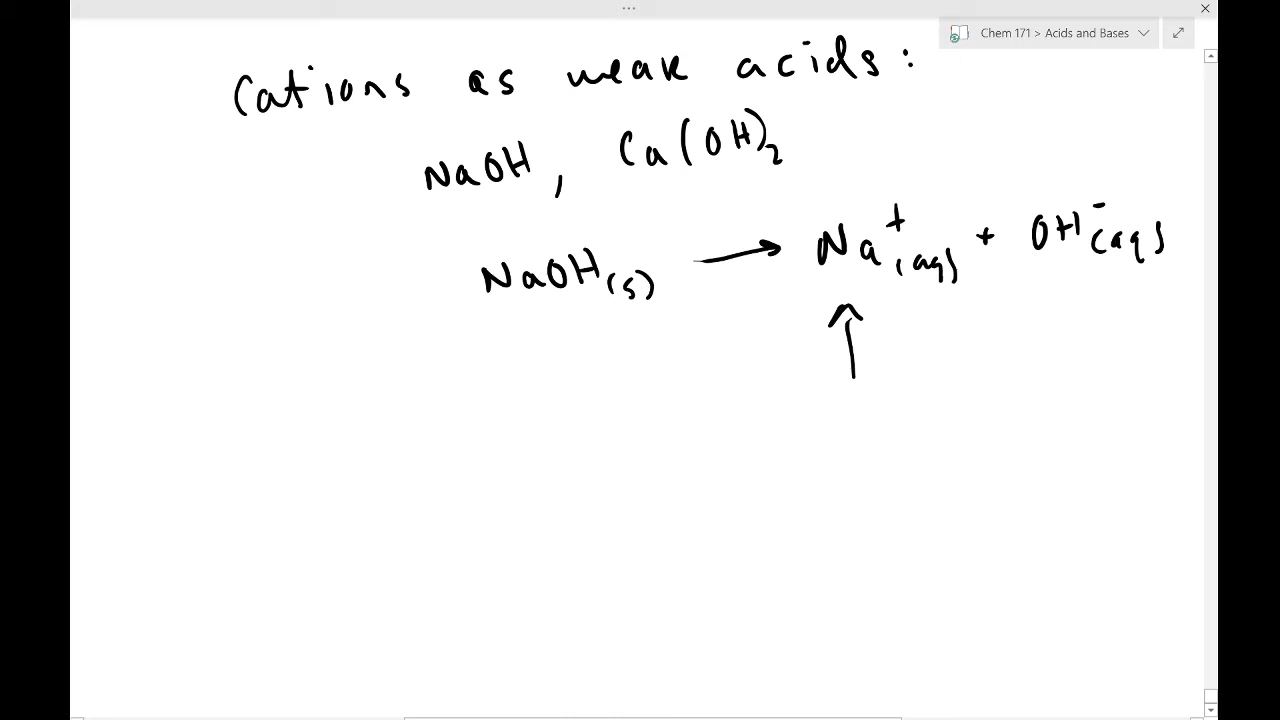 Chem 171 > Acids and Bases
Cations as weak acids:
NaOH, Ca(OH)₂
NaOH(s) → Na⁺(aq) + OH⁻(aq)
↑